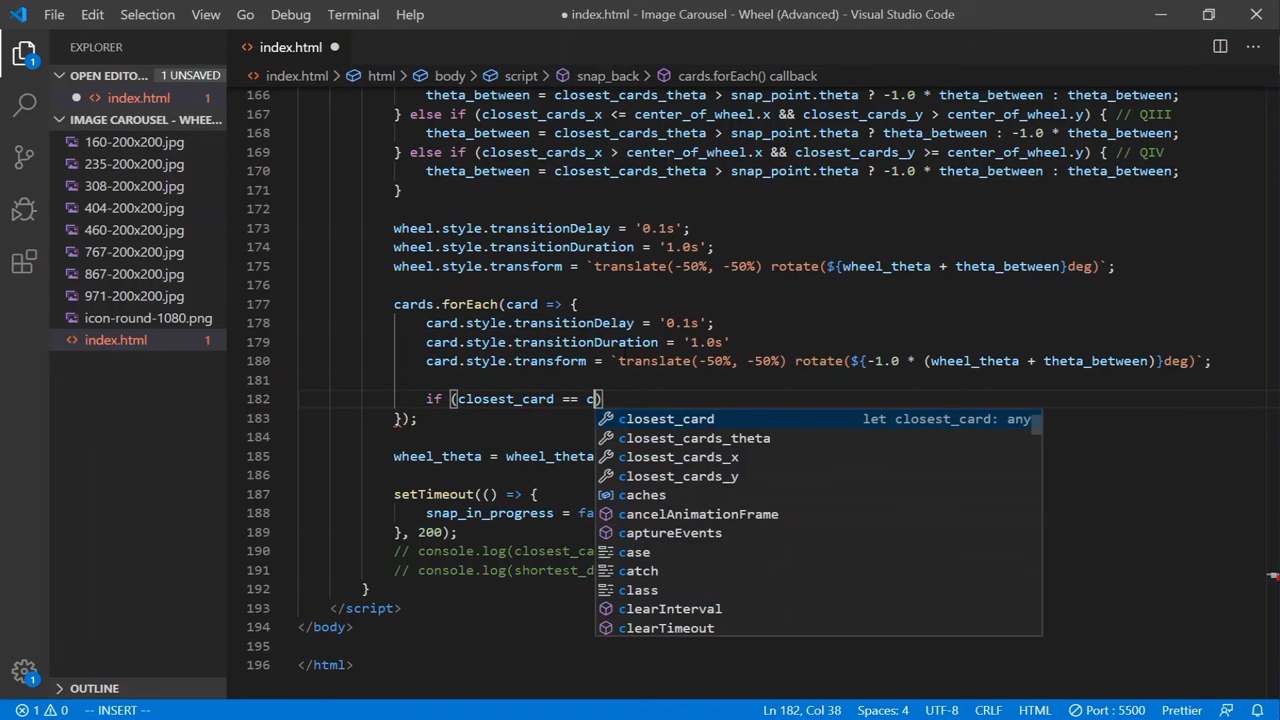 File Edit Selection View Go Debug Terminal Help
● index.html - Image Carousel - Wheel (Advanced) - Visual Studio Code
EXPLORER
index.html
OPEN EDITO... 1 UNSAVED
index.html 1
IMAGE CAROUSEL - WHEE...
160-200x200.jpg
235-200x200.jpg
308-200x200.jpg
404-200x200.jpg
460-200x200.jpg
767-200x200.jpg
867-200x200.jpg
971-200x200.jpg
icon-round-1080.png
index.html 1
OUTLINE
1
1
index.html > html > body > script > snap_back > cards.forEach() callback
166 theta_between = closest_cards_theta > snap_point.theta ? -1.0 * theta_between : theta_between;
167 } else if (closest_cards_x <= center_of_wheel.x && closest_cards_y > center_of_wheel.y) { // QIII
168 theta_between = closest_cards_theta > snap_point.theta ? theta_between : -1.0 * theta_between;
169 } else if (closest_cards_x > center_of_wheel.x && closest_cards_y >= center_of_wheel.y) { // QIV
170 theta_between = closest_cards_theta > snap_point.theta ? -1.0 * theta_between : theta_between;
171 }
172
173 wheel.style.transitionDelay = '0.1s';
174 wheel.style.transitionDuration = '1.0s';
175 wheel.style.transform = `translate(-50%, -50%) rotate(${wheel_theta + theta_between}deg)`;
176
177 cards.forEach(card => {
178 card.style.transitionDelay = '0.1s';
179 card.style.transitionDuration = '1.0s'
180 card.style.transform = `translate(-50%, -50%) rotate(${-1.0 * (wheel_theta + theta_between)}deg)`;
181
182 if (closest_card == c)
183 });
184
185 wheel_theta = wheel_theta
186
187 setTimeout(() => {
188 snap_in_progress = fa
189 }, 200);
190 // console.log(closest_ca
191 // console.log(shortest_d
192 }
193 </script>
194 </body>
195
196 </html>
closest_card let closest_card: any
closest_cards_theta
closest_cards_x
closest_cards_y
caches
cancelAnimationFrame
captureEvents
case
catch
class
clearInterval
clearTimeout
1 0 -- INSERT -- Ln 182, Col 38 Spaces: 4 UTF-8 CRLF HTML Port : 5500 Prettier